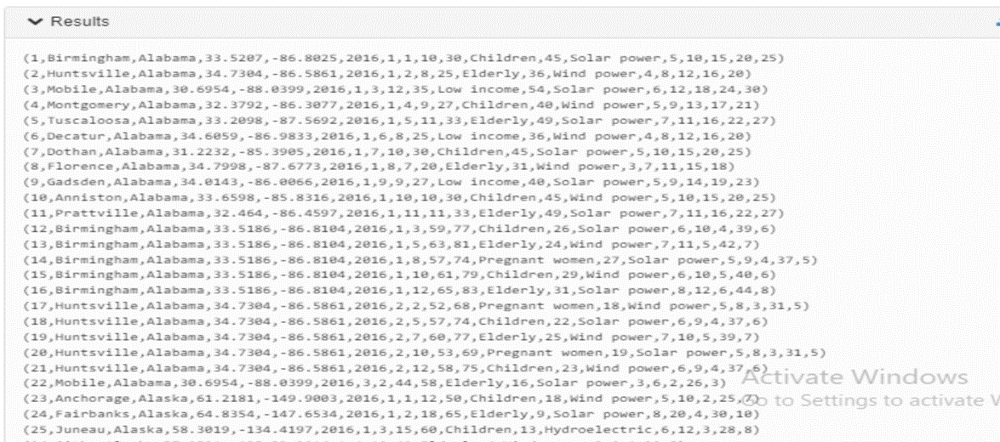 Results
(1,Birmingham,Alabama,33.5207,-86.8025,2016,1,1,10,30,Children,45,Solar power,5,10,15,20,25)
(2,Huntsville,Alabama,34.7304,-86.5861,2016,1,2,8,25,Elderly,36,Wind power,4,8,12,16,20)
(3,Mobile,Alabama,30.6954,-88.0399,2016,1,3,12,35,Low income,54,Solar power,6,12,18,24,30)
(4,Montgomery,Alabama,32.3792,-86.3077,2016,1,4,9,27,Children,40,Wind power,5,9,13,17,21)
(5,Tuscaloosa,Alabama,33.2098,-87.5692,2016,1,5,11,33,Elderly,49,Solar power,7,11,16,22,27)
(6,Decatur,Alabama,34.6059,-86.9833,2016,1,6,8,25,Low income,36,Wind power,4,8,12,16,20)
(7,Dothan,Alabama,31.2232,-85.3905,2016,1,7,10,30,Children,45,Solar power,5,10,15,20,25)
(8,Florence,Alabama,34.7998,-87.6773,2016,1,8,7,20,Elderly,31,Wind power,3,7,11,15,18)
(9,Gadsden,Alabama,34.0143,-86.0066,2016,1,9,9,27,Low income,40,Solar power,5,9,14,19,23)
(10,Anniston,Alabama,33.6598,-85.8316,2016,1,10,10,30,Children,45,Wind power,5,10,15,20,25)
(11,Prattville,Alabama,32.464,-86.4597,2016,1,11,11,33,Elderly,49,Solar power,7,11,16,22,27)
(12,Birmingham,Alabama,33.5186,-86.8104,2016,1,3,59,77,Children,26,Solar power,6,10,4,39,6)
(13,Birmingham,Alabama,33.5186,-86.8104,2016,1,5,63,81,Elderly,24,Wind power,7,11,5,42,7)
(14,Birmingham,Alabama,33.5186,-86.8104,2016,1,8,57,74,Pregnant women,27,Solar power,5,9,4,37,5)
(15,Birmingham,Alabama,33.5186,-86.8104,2016,1,10,61,79,Children,29,Wind power,6,10,5,40,6)
(16,Birmingham,Alabama,33.5186,-86.8104,2016,1,12,65,83,Elderly,31,Solar power,8,12,6,44,8)
(17,Huntsville,Alabama,34.7304,-86.5861,2016,2,2,52,68,Pregnant women,18,Wind power,5,8,3,31,5)
(18,Huntsville,Alabama,34.7304,-86.5861,2016,2,5,57,74,Children,22,Solar power,6,9,4,37,6)
(19,Huntsville,Alabama,34.7304,-86.5861,2016,2,7,60,77,Elderly,25,Wind power,7,10,5,39,7)
(20,Huntsville,Alabama,34.7304,-86.5861,2016,2,10,53,69,Pregnant women,19,Solar power,5,8,3,31,5)
(21,Huntsville,Alabama,34.7304,-86.5861,2016,2,12,58,75,Children,23,Wind power,6,9,4,37,6)
Activate Windows
(22,Mobile,Alabama,30.6954,-88.0399,2016,3,2,44,58,Elderly,16,Solar power,3,6,2,26,3)
(23,Anchorage,Alaska,61.2181,-149.9003,2016,1,1,12,50,Children,18,Wind power,5,10,2,25,7)
Go to Settings to activate
(24,Fairbanks,Alaska,64.8354,-147.6534,2016,1,2,18,65,Elderly,9,Solar power,8,20,4,30,10)
(25,Juneau,Alaska,58.3019,-134.4197,2016,1,3,15,60,Children,13,Hydroelectric,6,12,3,28,8)